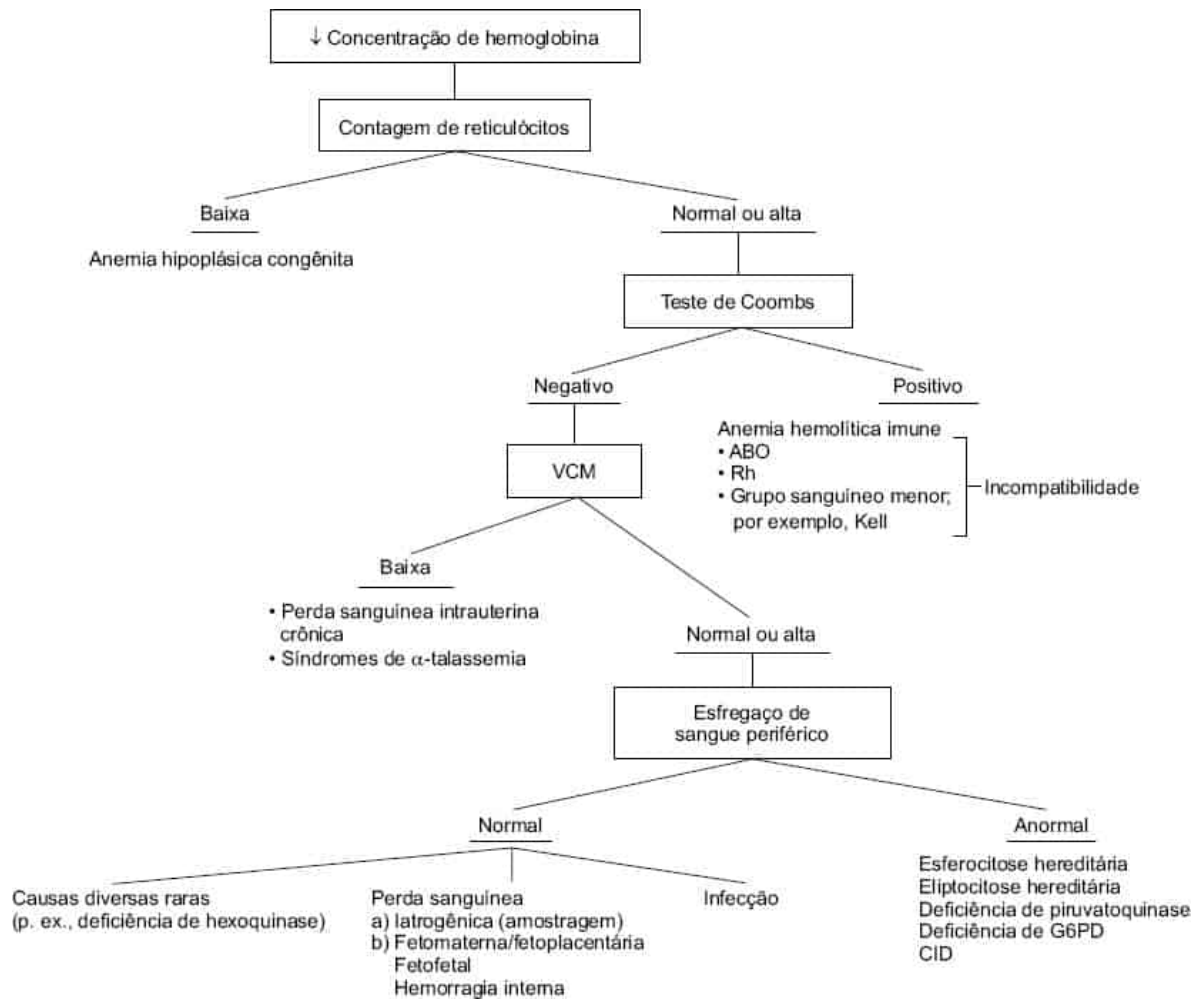 ↓ Concentração de hemoglobina
Contagem de reticulócitos
Baixa
Anemia hipoplásica congênita
Normal ou alta
Teste de Coombs
Negativo
Positivo
Anemia hemolítica imune
• ABO
• Rh
• Grupo sanguíneo menor;
por exemplo, Kell
Incompatibilidade
VCM
Baixa
• Perda sanguínea intrauterina
crônica
• Síndromes de α-talassemia
Normal ou alta
Esfregaço de
sangue periférico
Normal
Anormal
Causas diversas raras
(p. ex., deficiência de hexoquinase)
Perda sanguínea
a) Iatrogênica (amostragem)
b) Fetomaterna/fetoplacentária
Fetofetal
Hemorragia interna
Infecção
Esferocitose hereditária
Eliptocitose hereditária
Deficiência de piruvatoquinase
Deficiência de G6PD
CID